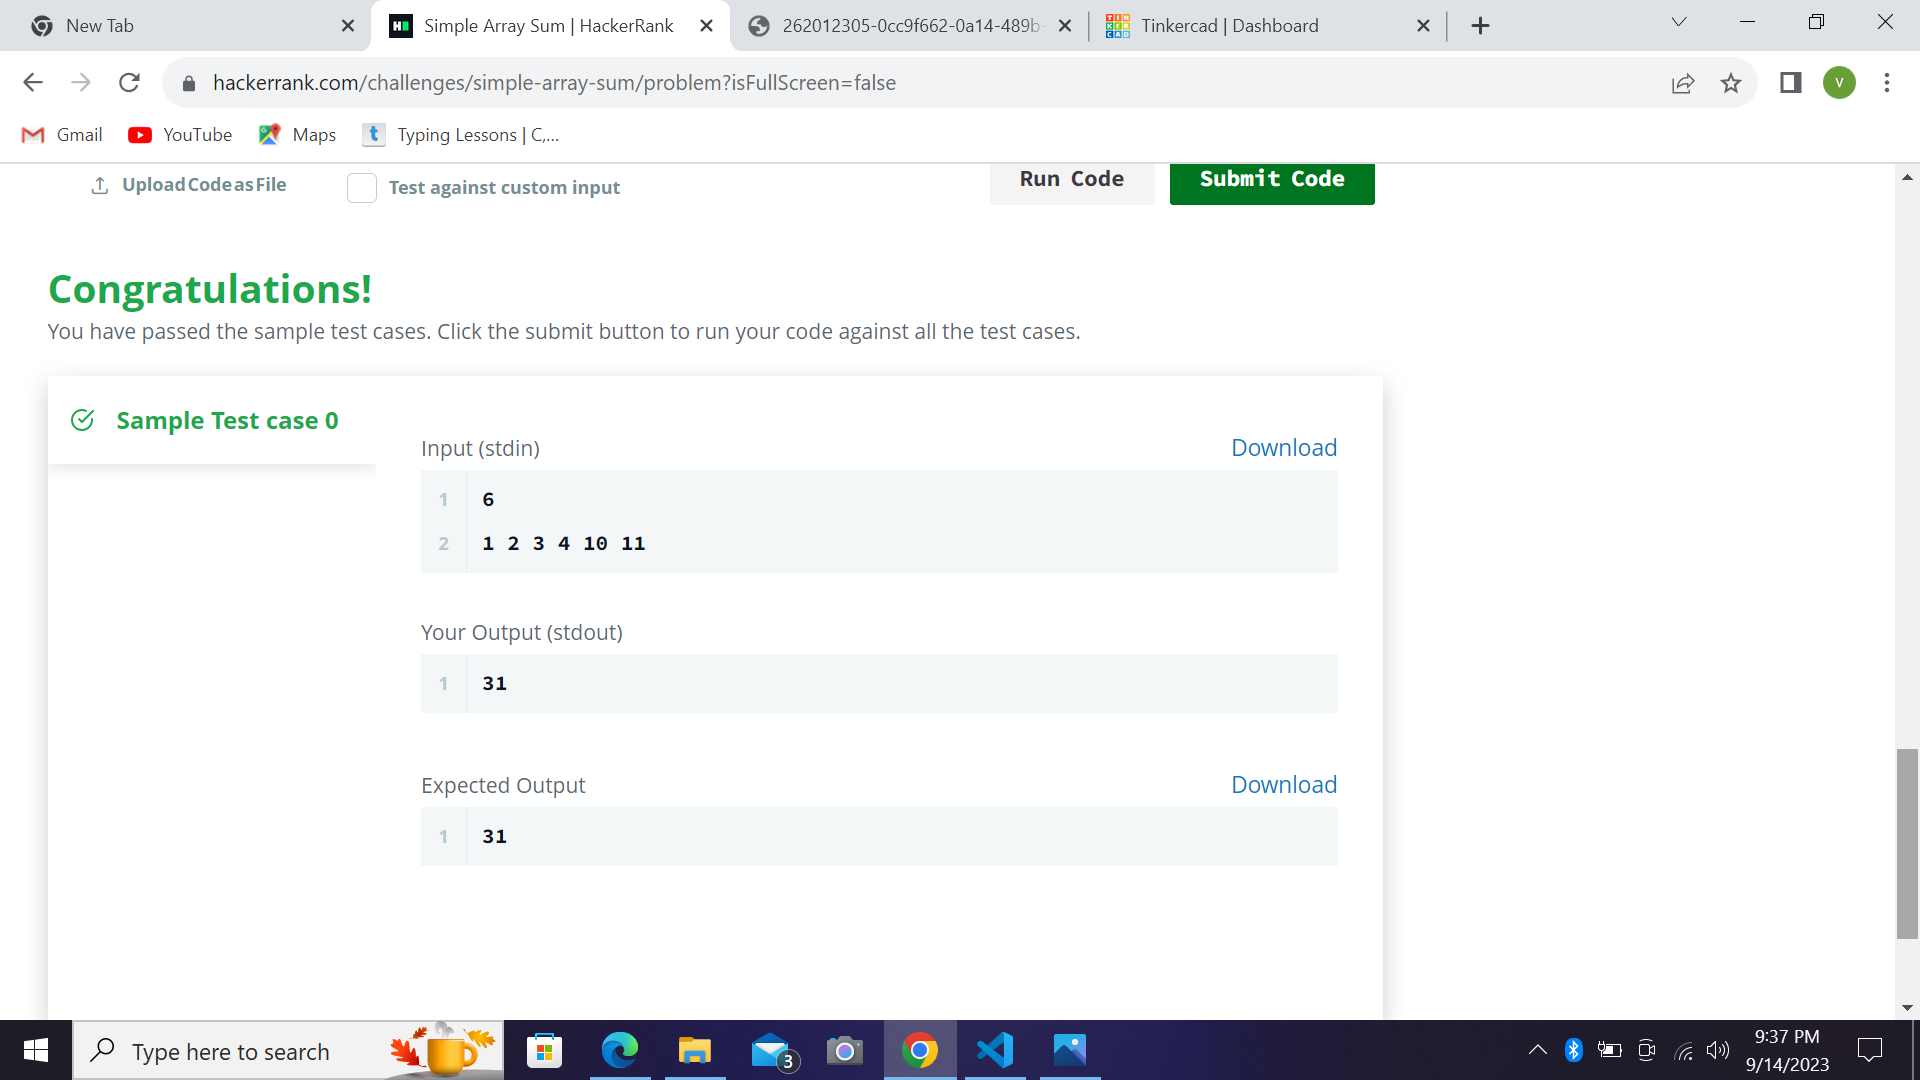 New Tab
Simple Array Sum | HackerRank
262012305-0cc9f662-0a14-489b-
Tinkercad | Dashboard
hackerrank.com/challenges/simple-array-sum/problem?isFullScreen=false
V
Gmail
YouTube
Maps
t
Typing Lessons | C,...
Upload Code as File
Test against custom input
Run Code
Submit Code
Congratulations!
You have passed the sample test cases. Click the submit button to run your code against all the test cases.
Sample Test case 0
Input (stdin)
Download
1 6
2 1 2 3 4 10 11
Your Output (stdout)
1 31
Expected Output
Download
1 31
Type here to search
3
9:37 PM
9/14/2023